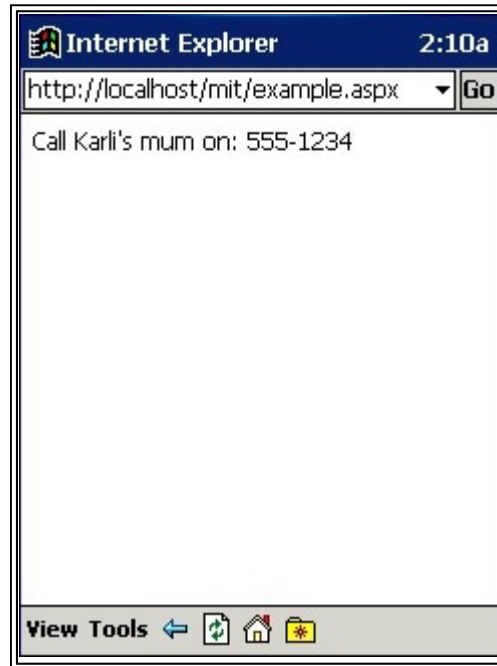 Internet Explorer 2:10a
http://localhost/mit/example.aspx Go
Call Karli's mum on: 555-1234
View Tools